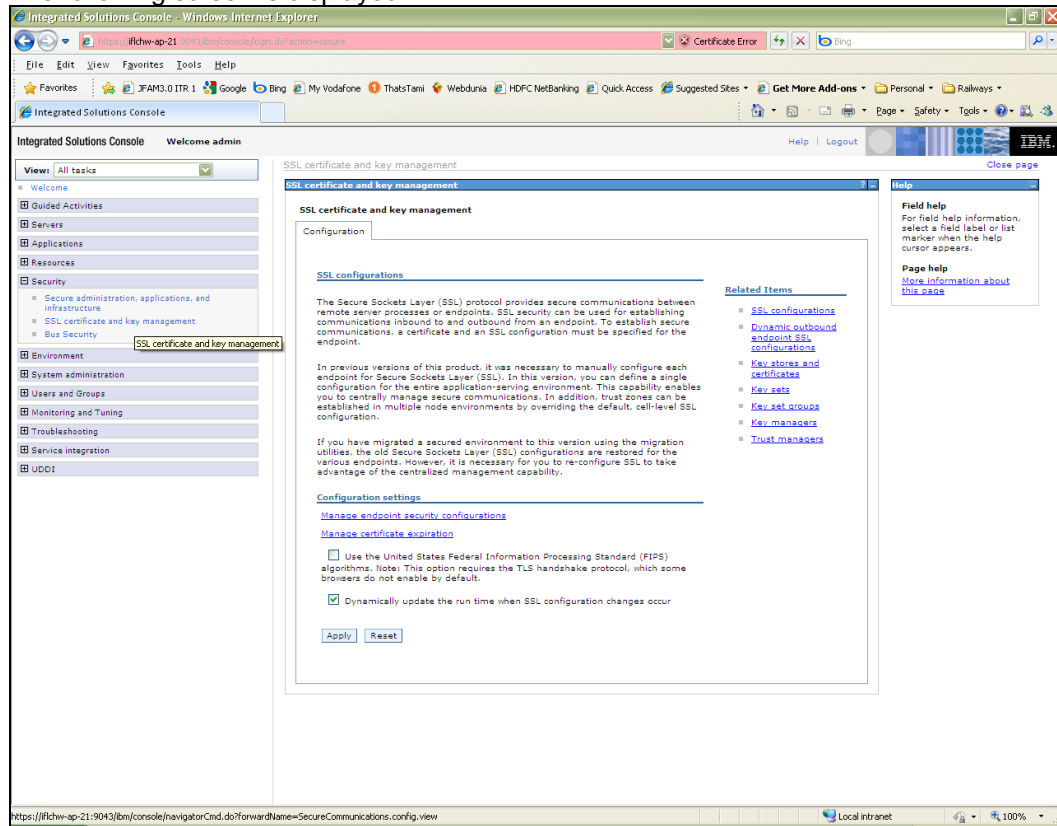 Integrated Solutions Console - Windows Internet Explorer
https://iflchw-ap-21:9043/ibm/console/login.do?action=secure
Certificate Error
Bing
File Edit View Favorites Tools Help
Favorites JFAM3.0 ITR 1 Google Bing My Vodafone ThatsTami Webdunia HDFC NetBanking Quick Access Suggested Sites Get More Add-ons Personal Railways
Integrated Solutions Console
Page Safety Tools
Integrated Solutions Console Welcome admin
Help | Logout
IBM.
View: All tasks
Welcome
Guided Activities
Servers
Applications
Resources
Security
Secure administration, applications, and
infrastructure
SSL certificate and key management
Bus Security
SSL certificate and key management
Environment
System administration
Users and Groups
Monitoring and Tuning
Troubleshooting
Service integration
UDDI
SSL certificate and key management
Close page
SSL certificate and key management
? –
SSL certificate and key management
Configuration
SSL configurations
The Secure Sockets Layer (SSL) protocol provides secure communications between
remote server processes or endpoints. SSL security can be used for establishing
communications inbound to and outbound from an endpoint. To establish secure
communications, a certificate and an SSL configuration must be specified for the
endpoint.
In previous versions of this product, it was necessary to manually configure each
endpoint for Secure Sockets Layer (SSL). In this version, you can define a single
configuration for the entire application-serving environment. This capability enables
you to centrally manage secure communications. In addition, trust zones can be
established in multiple node environments by overriding the default, cell-level SSL
configuration.
If you have migrated a secured environment to this version using the migration
utilities, the old Secure Sockets Layer (SSL) configurations are restored for the
various endpoints. However, it is necessary for you to re-configure SSL to take
advantage of the centralized management capability.
Configuration settings
Manage endpoint security configurations
Manage certificate expiration
Use the United States Federal Information Processing Standard (FIPS)
algorithms. Note: This option requires the TLS handshake protocol, which some
browsers do not enable by default.
Dynamically update the run time when SSL configuration changes occur
Apply Reset
Related Items
SSL configurations
Dynamic outbound
endpoint SSL
configurations
Key stores and
certificates
Key sets
Key set groups
Key managers
Trust managers
Help –
Field help
For field help information,
select a field label or list
marker when the help
cursor appears.
Page help
More information about
this page
https://iflchw-ap-21:9043/ibm/console/navigatorCmd.do?forwardName=SecureCommunications.config.view
Local intranet
100%